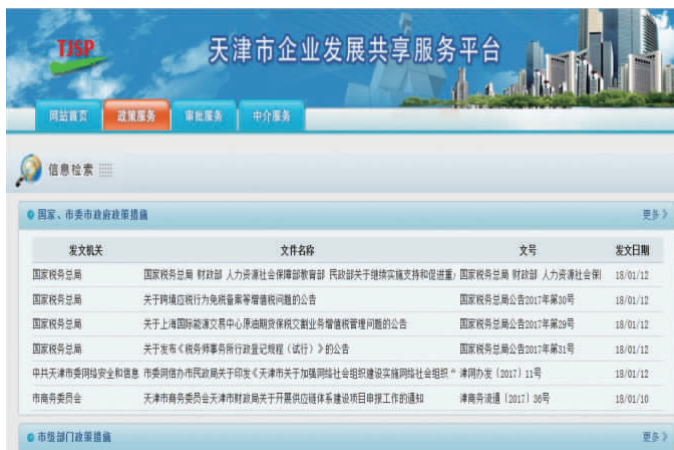 TJSP
天津市企业发展共享服务平台
网站首页 政策服务 审批服务 中介服务
信息检索
国家、市委市政府政策措施 更多》
发文机关 文件名称 文号 发文日期
国家税务总局 国家税务总局 财政部 人力资源社会保障部教育部 民政部关于继续实施支持和促进重, 国家税务总局 财政部 人力资源社会保 18/01/12
国家税务总局 关于跨境应税行为免税备案等增值税问题的公告 国家税务总局公告2017年第30号 18/01/12
国家税务总局 关于上海国际能源交易中心原油期货保税交割业务增值税管理问题的公告 国家税务总局公告2017年第29号 18/01/12
国家税务总局 关于发布《税务师事务所行政登记规程（试行）》的公告 国家税务总局公告2017年第31号 18/01/12
中共天津市委网络安全和信息 市委网信办市民政局关于印发《天津市关于加强网络社会组织建设实施网络社会组织“ 津网办发〔2017〕11号 18/01/12
市商务委员会 天津市商务委员会天津市财政局关于开展供应链体系建设项目申报工作的通知 津商务流通〔2017〕36号 18/01/10
市级部门政策措施 更多》